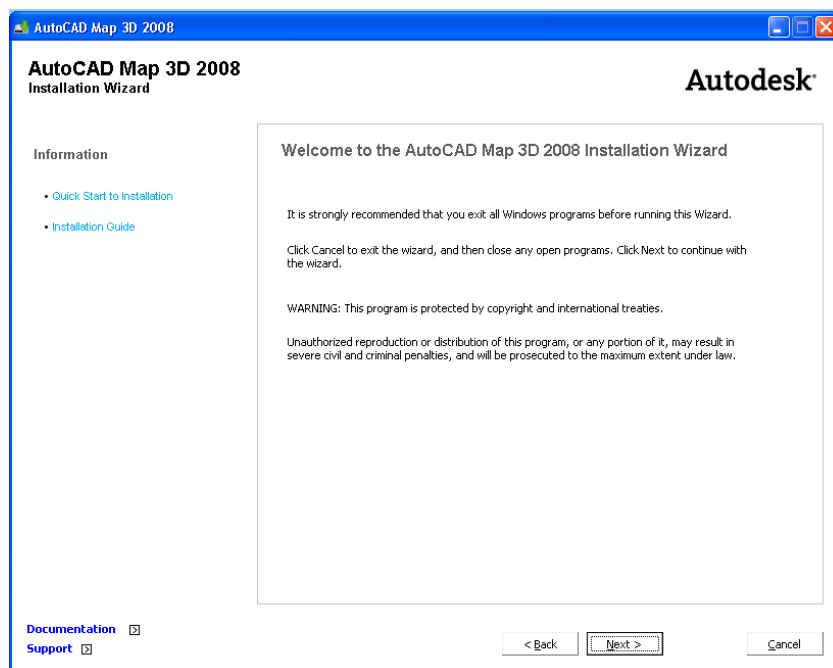 AutoCAD Map 3D 2008
AutoCAD Map 3D 2008
Installation Wizard
Autodesk
Information
• Quick Start to Installation
• Installation Guide
Welcome to the AutoCAD Map 3D 2008 Installation Wizard
It is strongly recommended that you exit all Windows programs before running this Wizard.
Click Cancel to exit the wizard, and then close any open programs. Click Next to continue with
the wizard.
WARNING: This program is protected by copyright and international treaties.
Unauthorized reproduction or distribution of this program, or any portion of it, may result in
severe civil and criminal penalties, and will be prosecuted to the maximum extent under law.
Documentation
Support
< Back
Next >
Cancel